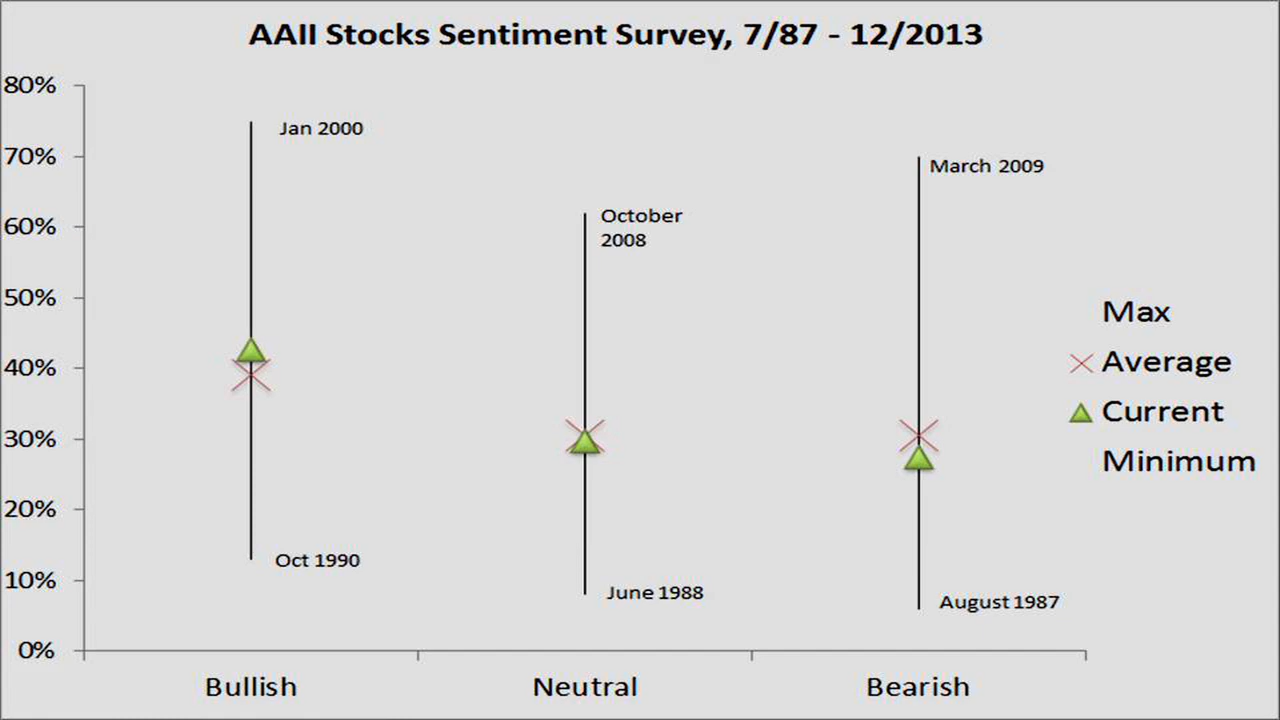 AAII Stocks Sentiment Survey, 7/87 - 12/2013
80%
70%
60%
50%
40%
30%
20%
10%
0%
Jan 2000
Oct 1990
October
2008
June 1988
March 2009
August 1987
Bullish
Neutral
Bearish
Max
Average
Current
Minimum